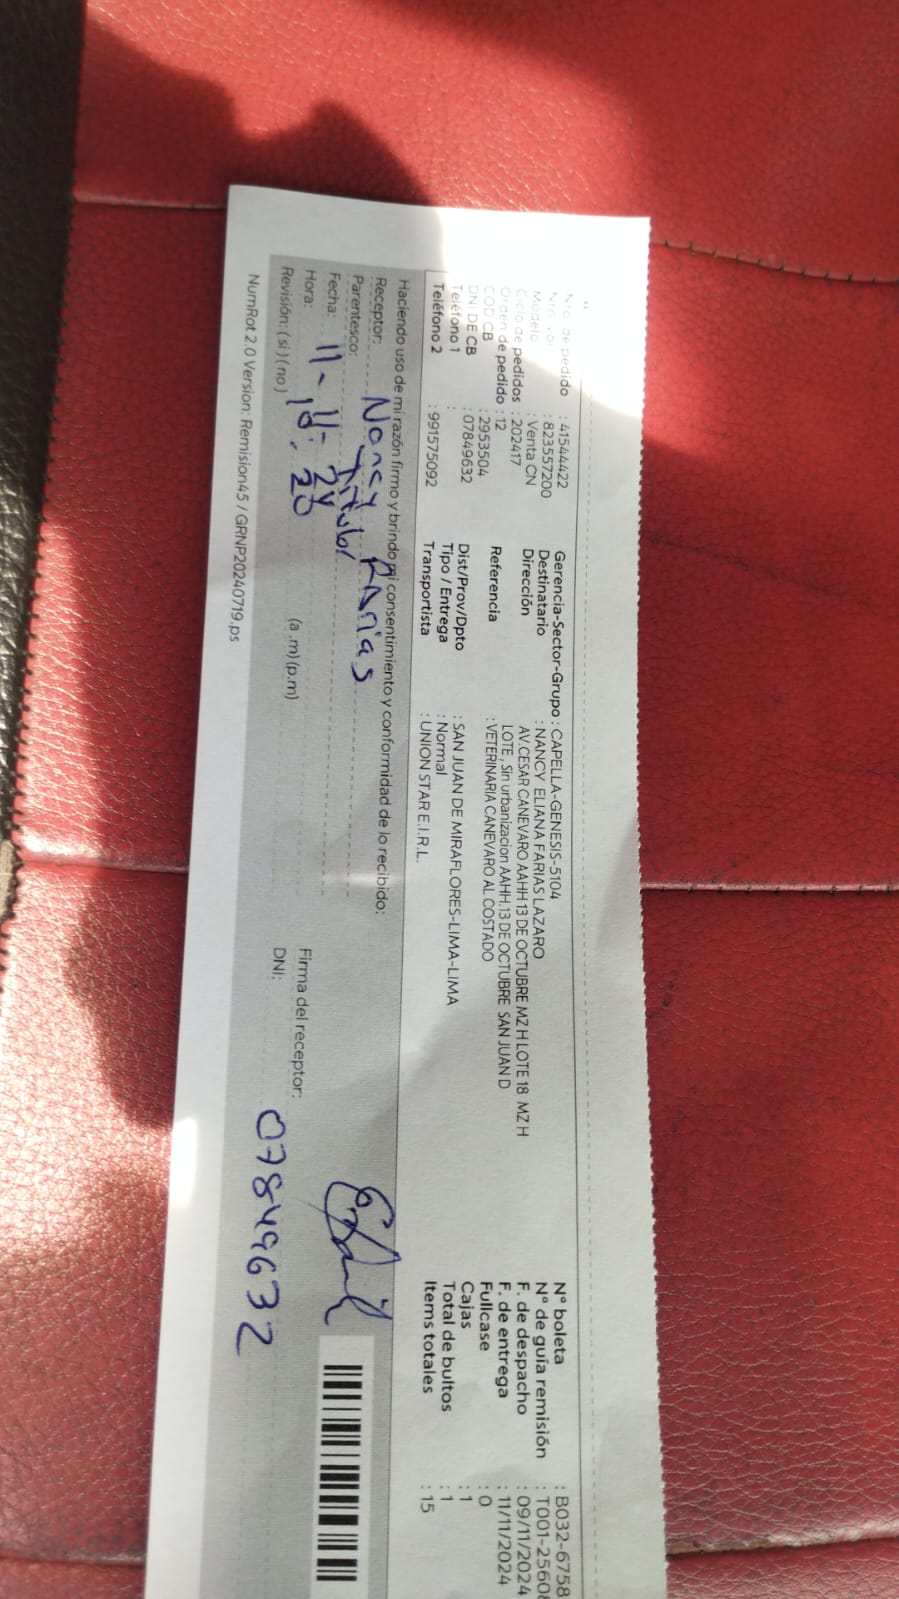 Nro. de pedido : 41544422
: 823557200
Modelo : Venta CN
Ciclo de pedidos : 202417
Orden de pedido : 12
COD CB : 2953504
DNI DE CB : 07849632
Teléfono 1 :
Teléfono 2 : 991575092
Gerencia-Sector-Grupo : CAPELLA-GENESIS-5104
Destinatario : NANCY ELIANA FARIAS LAZARO
Dirección AV.CESAR CANEVARO AAHH 13 DE OCTUBRE MZ H LOTE 18 MZ H
LOTE , Sin urbanizacion AAHH.13 DE OCTUBRE SAN JUAN D
Referencia : VETERINARIA CANEVARO AL COSTADO
Dist/Prov/Dpto : SAN JUAN DE MIRAFLORES-LIMA-LIMA
Tipo / Entrega : Normal
Transportista : UNION STAR E.I.R.L.
N° boleta : B032-6758
N° de guía remisión : T001-2560
F. de despacho : 09/11/2024
F. de entrega : 11/11/2024
Fullcase : 0
Cajas : 1
Total de bultos : 1
Items totales : 15
Haciendo uso de mi razón firmo y brindo mi consentimiento y conformidad de lo recibido:
Receptor: Nancy FArias
Parentesco: Titular
Fecha: 11-11-24
Hora: 10:20 (a.m)(p.m)
Revisión: ( si ) ( no )
Firma del receptor:
DNI: 07849632
NumRot 2.0 Version: Remision45 / GRNP20240719.ps